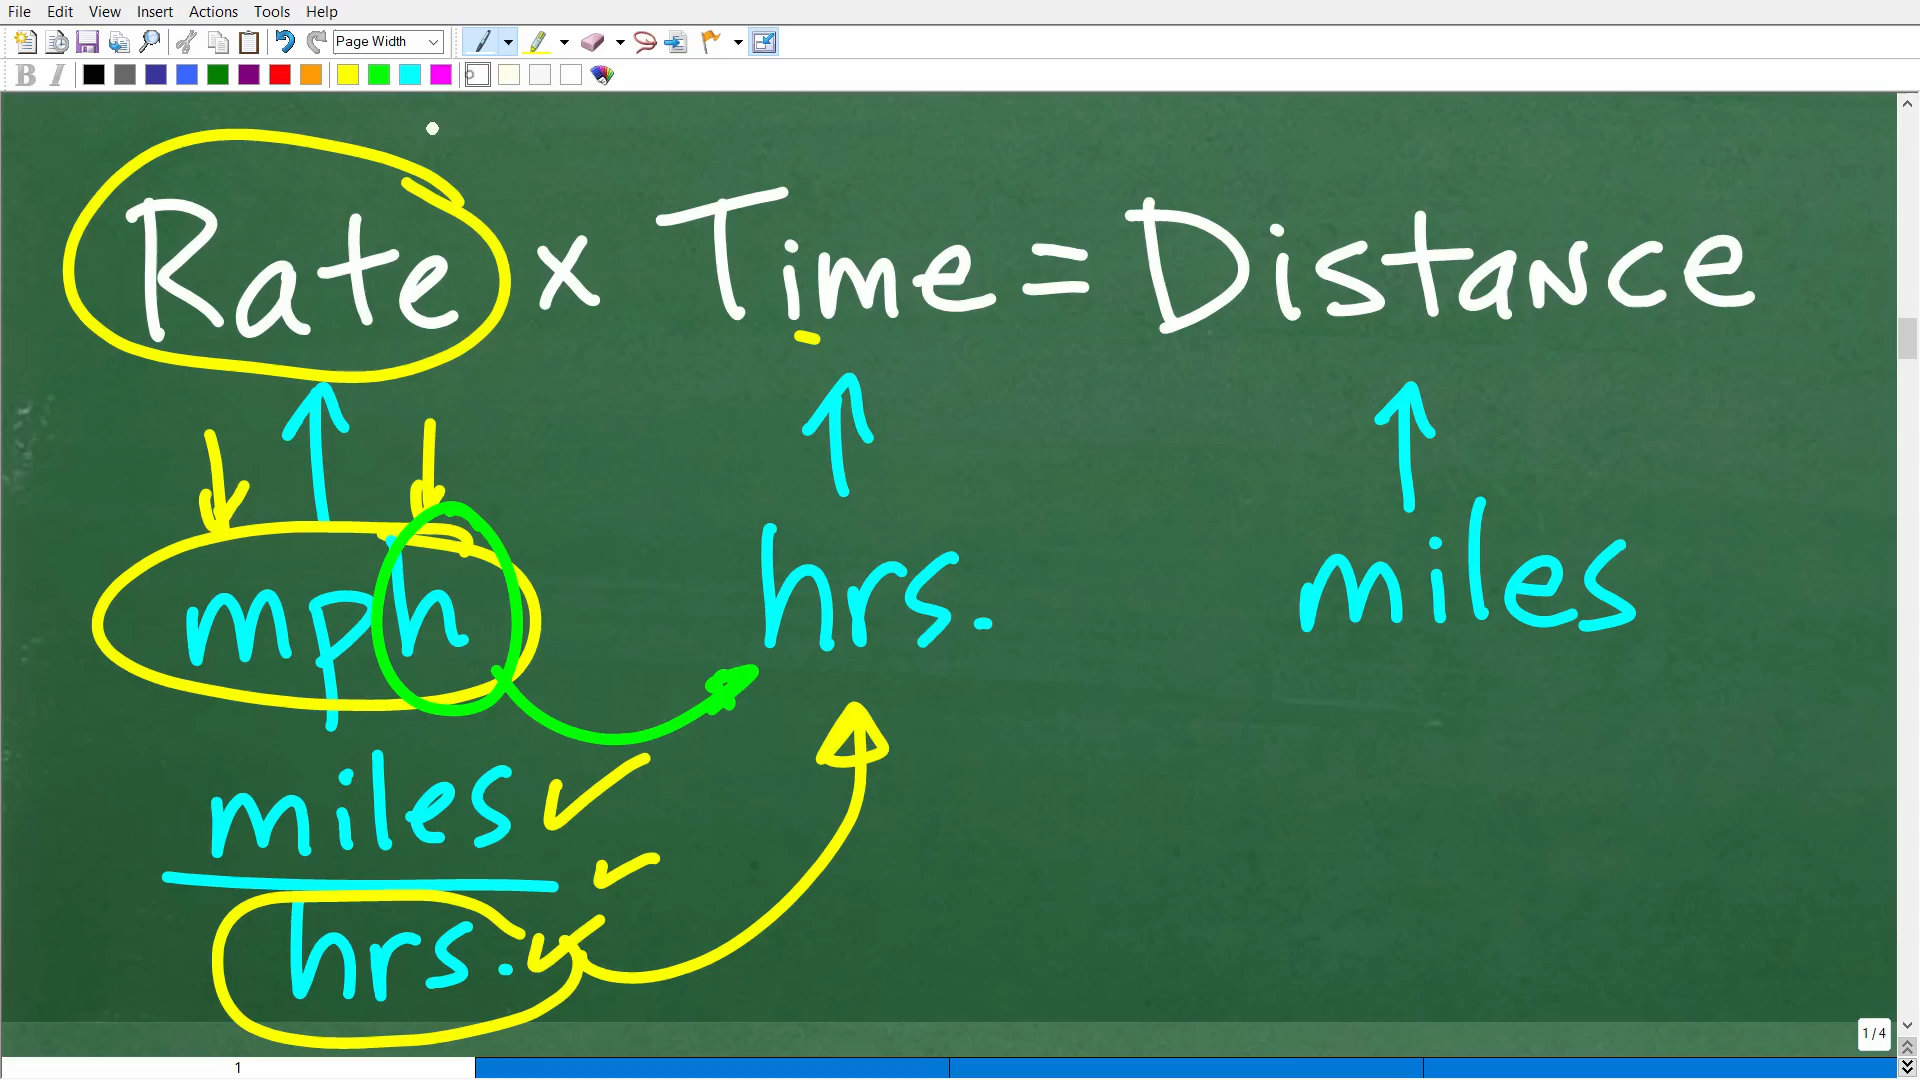 File Edit View Insert Actions Tools Help
Page Width
B I
Rate x Time = Distance
mph hrs. miles
miles
hrs.
1 / 4
1